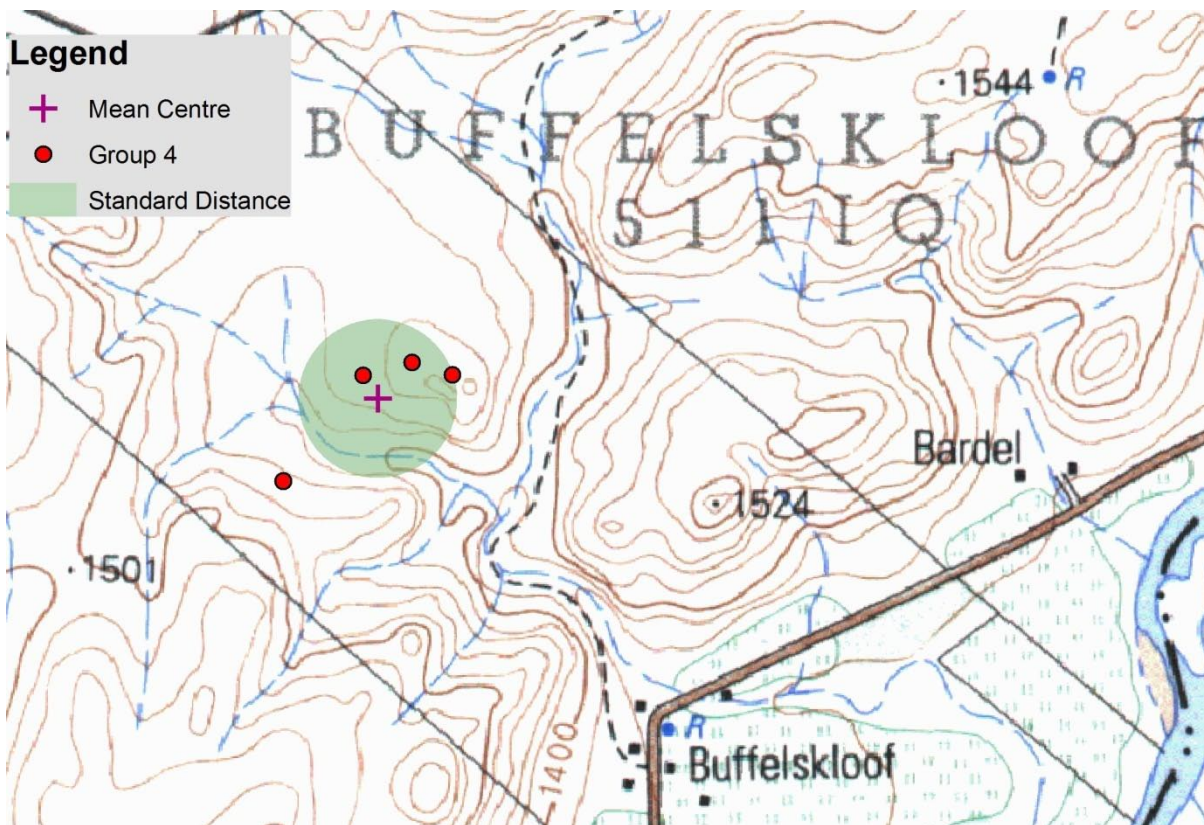 Legend
Mean Centre
Group 4
Standard Distance
1544
R
BUFFELSKLOOF
511 IQ
Bardel
1524
1501
1400
R
Buffelskloof